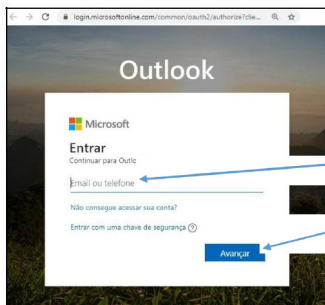 login.microsoftonline.com/common/oauth2/authorize?clie...
Outlook
Microsoft
Entrar
Continuar para Outlo
Email ou telefone
Não consegue acessar sua conta?
Entrar com uma chave de segurança
Avançar